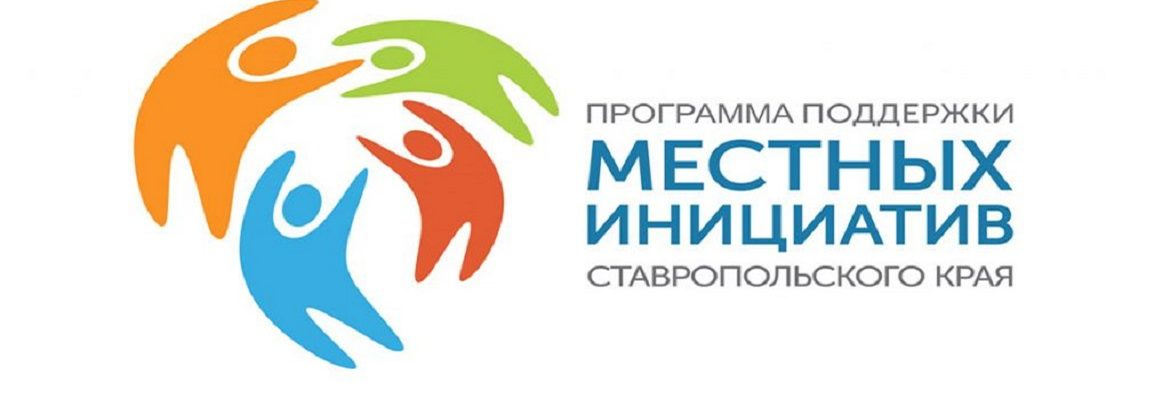 ПРОГРАММА ПОДДЕРЖКИ
МЕСТНЫХ
ИНИЦИАТИВ
СТАВРОПОЛЬСКОГО КРАЯ